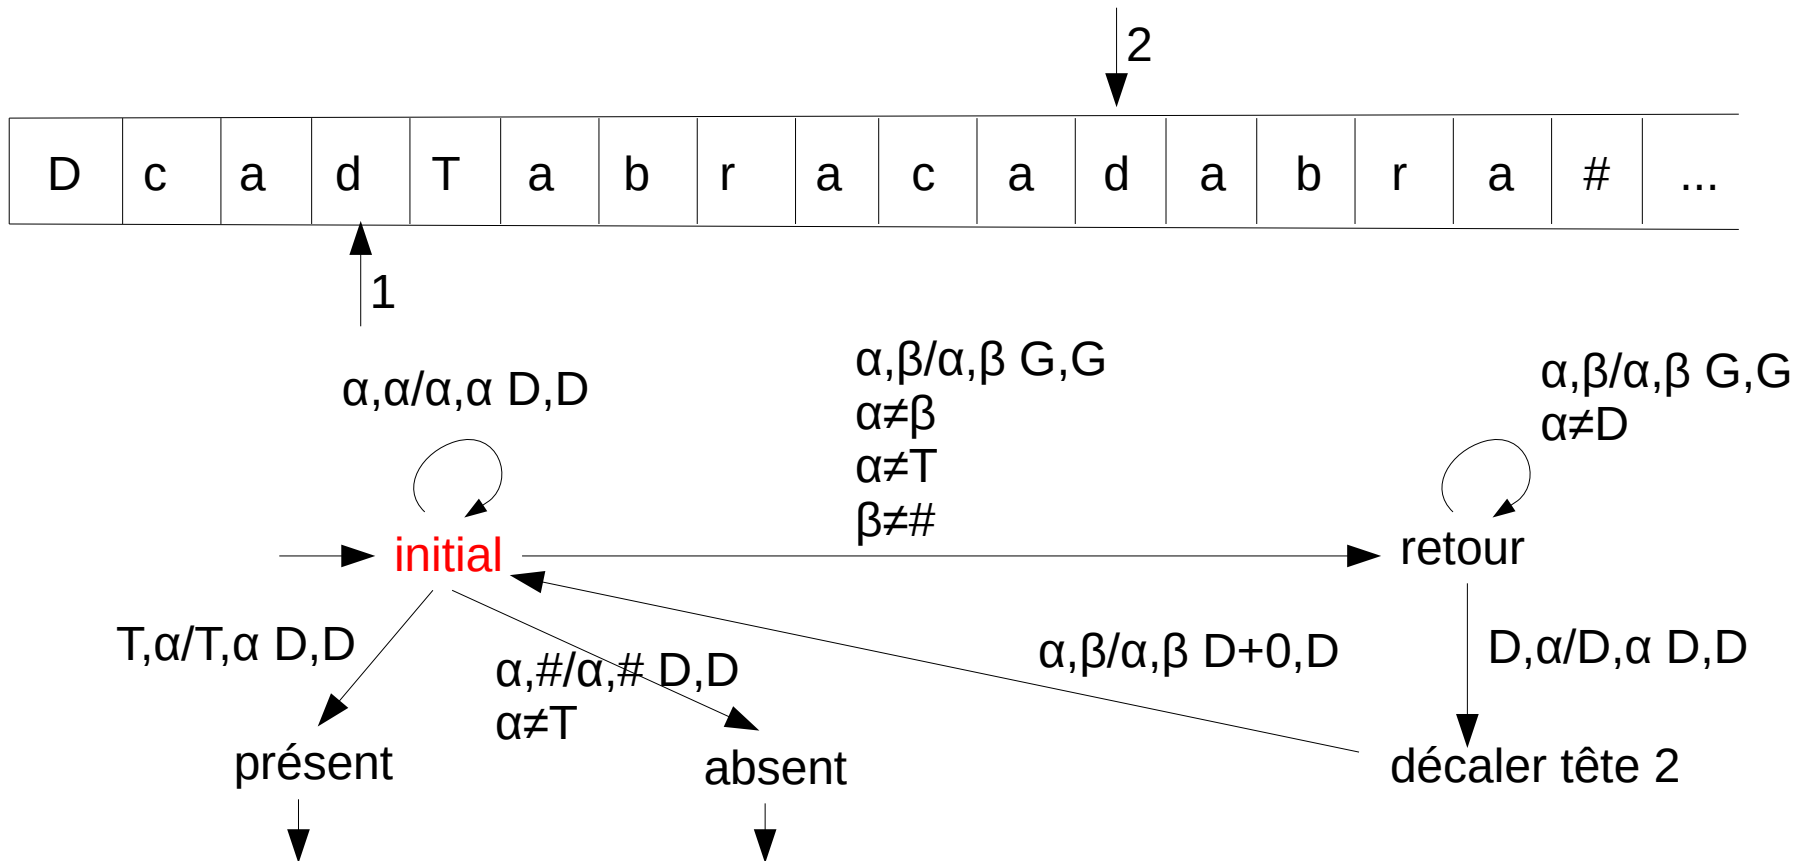 2
D c a d T a b r a c a d a b r a # ...
1
α,α/α,α D,D
α,β/α,β G,G
α≠β
α≠T
β≠#
α,β/α,β G,G
α≠D
initial
retour
T,α/T,α D,D
α,#/α,# D,D
α≠T
α,β/α,β D+0,D
D,α/D,α D,D
présent
absent
décaler tête 2